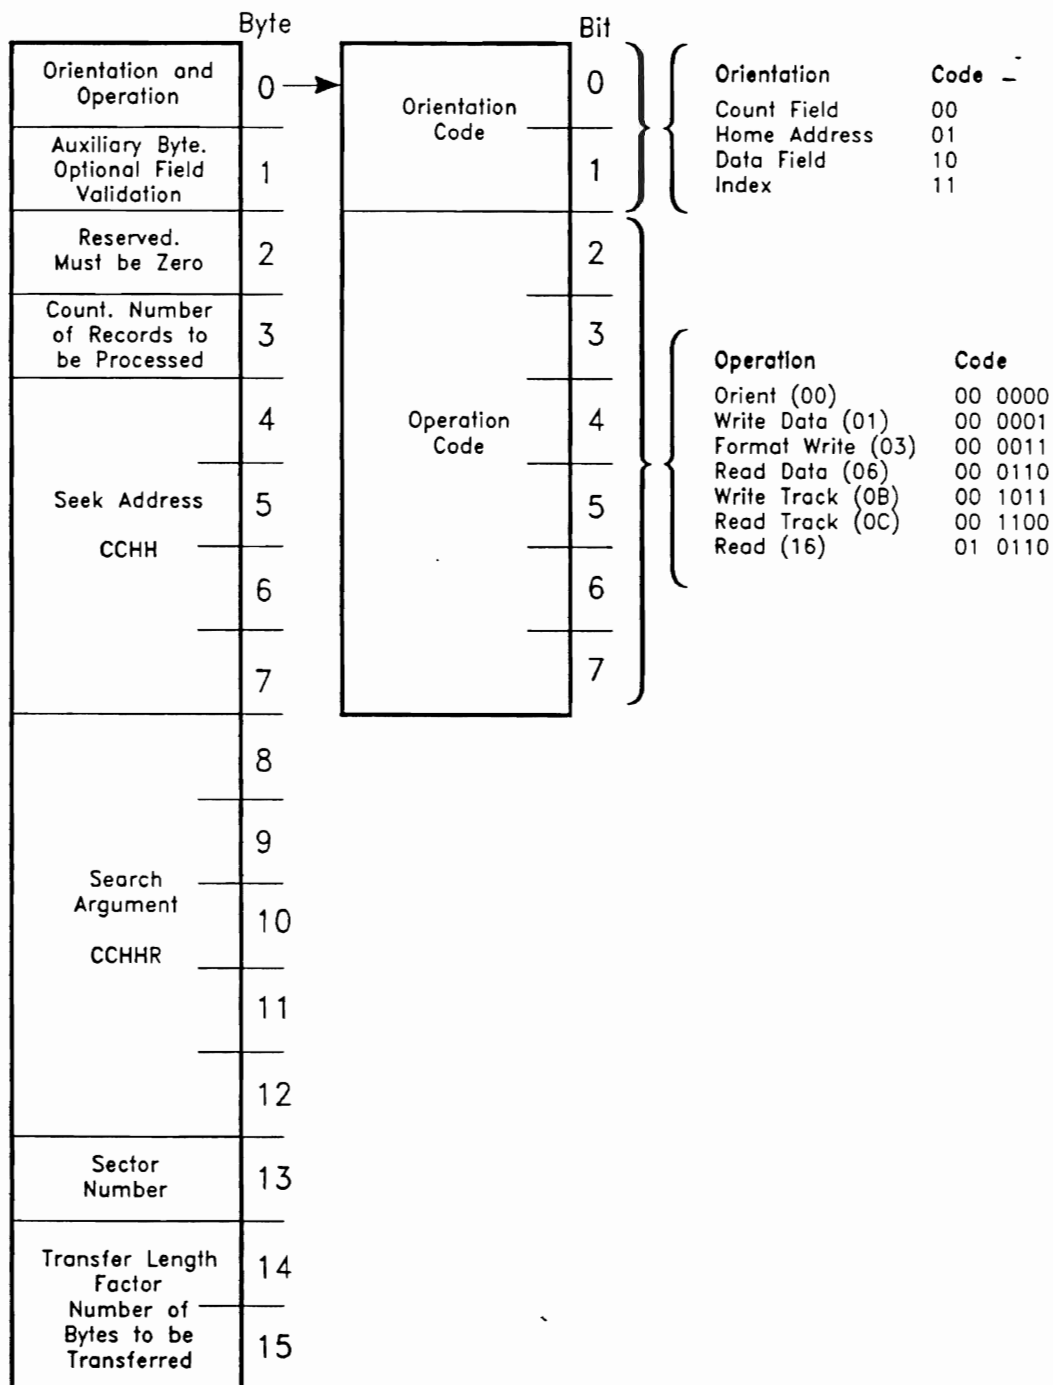 Byte
Orientation and
Operation
0
Auxiliary Byte.
Optional Field
Validation
1
Reserved.
Must be Zero
2
Count. Number
of Records to
be Processed
3
4
Seek Address
5
CCHH
6
7
8
9
Search
Argument
10
CCHHR
11
12
Sector
Number
13
Transfer Length
Factor
14
Number of
Bytes to be
Transferred
15
Bit
Orientation
Code
0
1
2
3
Operation
Code
4
5
6
7
Orientation Code
Count Field 00
Home Address 01
Data Field 10
Index 11
Operation Code
Orient (00) 00 0000
Write Data (01) 00 0001
Format Write (03) 00 0011
Read Data (06) 00 0110
Write Track (0B) 00 1011
Read Track (0C) 00 1100
Read (16) 01 0110